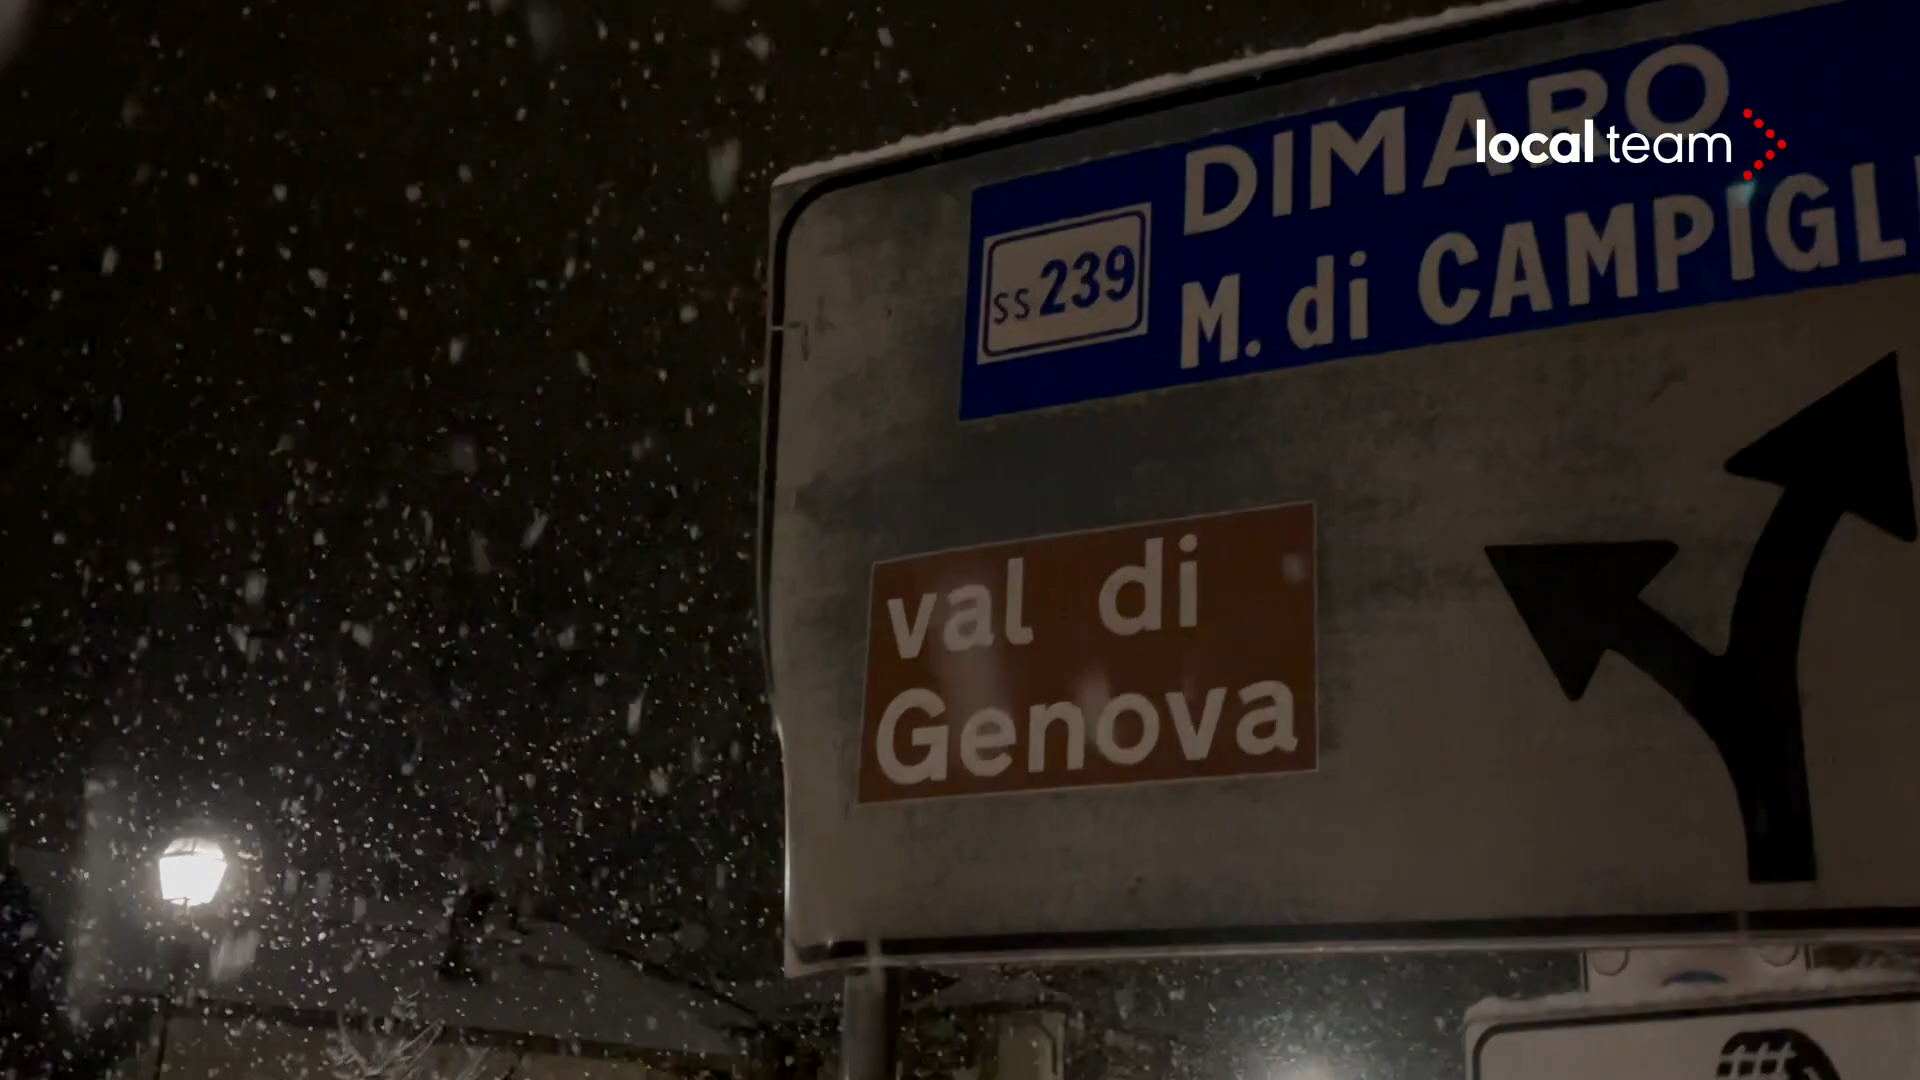 DIMARO
local team
SS 239
M. di CAMPIGL
val di
Genova